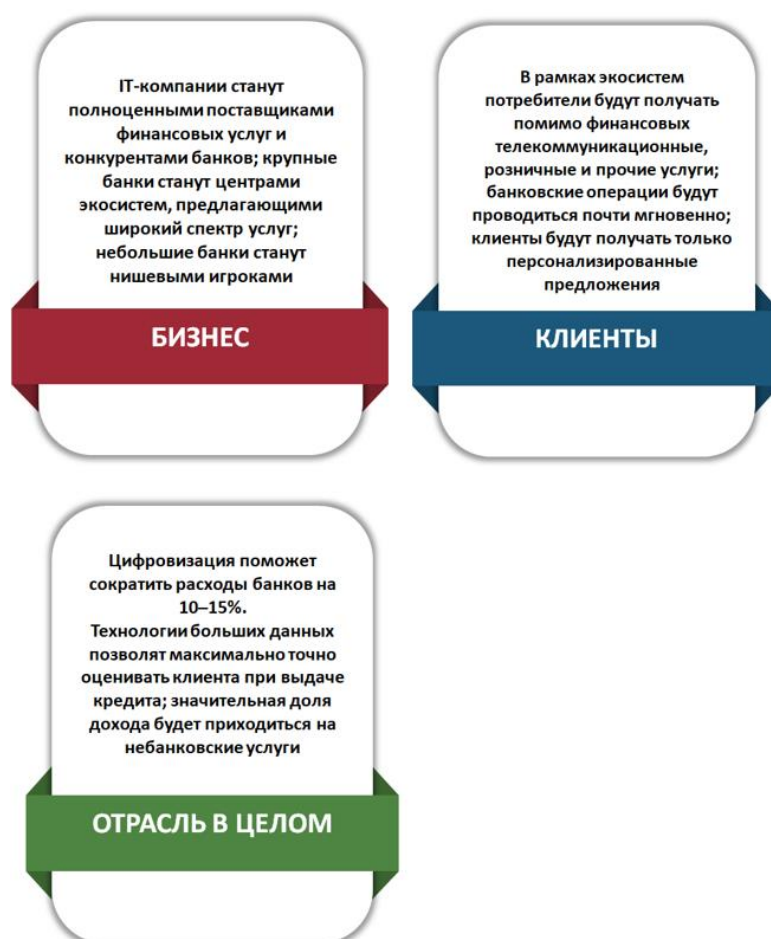 IT-компании станут
полноценными поставщиками
финансовых услуг и
конкурентами банков; крупные
банки станут центрами
экосистем, предлагающими
широкий спектр услуг;
небольшие банки станут
нишевыми игроками
БИЗНЕС
В рамках экосистем
потребители будут получать
помимо финансовых
телекоммуникационные,
розничные и прочие услуги;
банковские операции будут
проводиться почти мгновенно;
клиенты будут получать только
персонализированные
предложения
КЛИЕНТЫ
Цифровизация поможет
сократить расходы банков на
10–15%.
Технологии больших данных
позволят максимально точно
оценивать клиента при выдаче
кредита; значительная доля
дохода будет приходиться на
небанковские услуги
ОТРАСЛЬ В ЦЕЛОМ